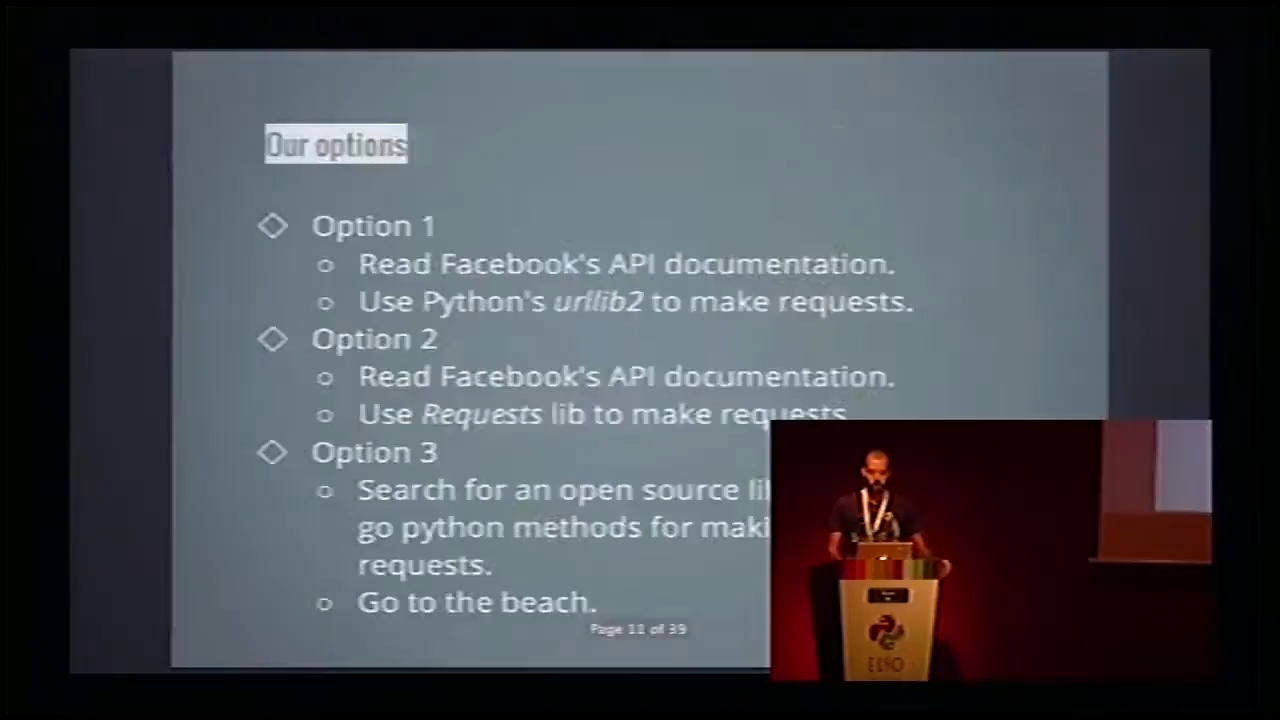 Our options
◇ Option 1
○ Read Facebook's API documentation.
○ Use Python's urllib2 to make requests.
◇ Option 2
○ Read Facebook's API documentation.
○ Use Requests lib to make requests
◇ Option 3
○ Search for an open source
go python methods for
requests.
○ Go to the beach.
Page 11 of 39